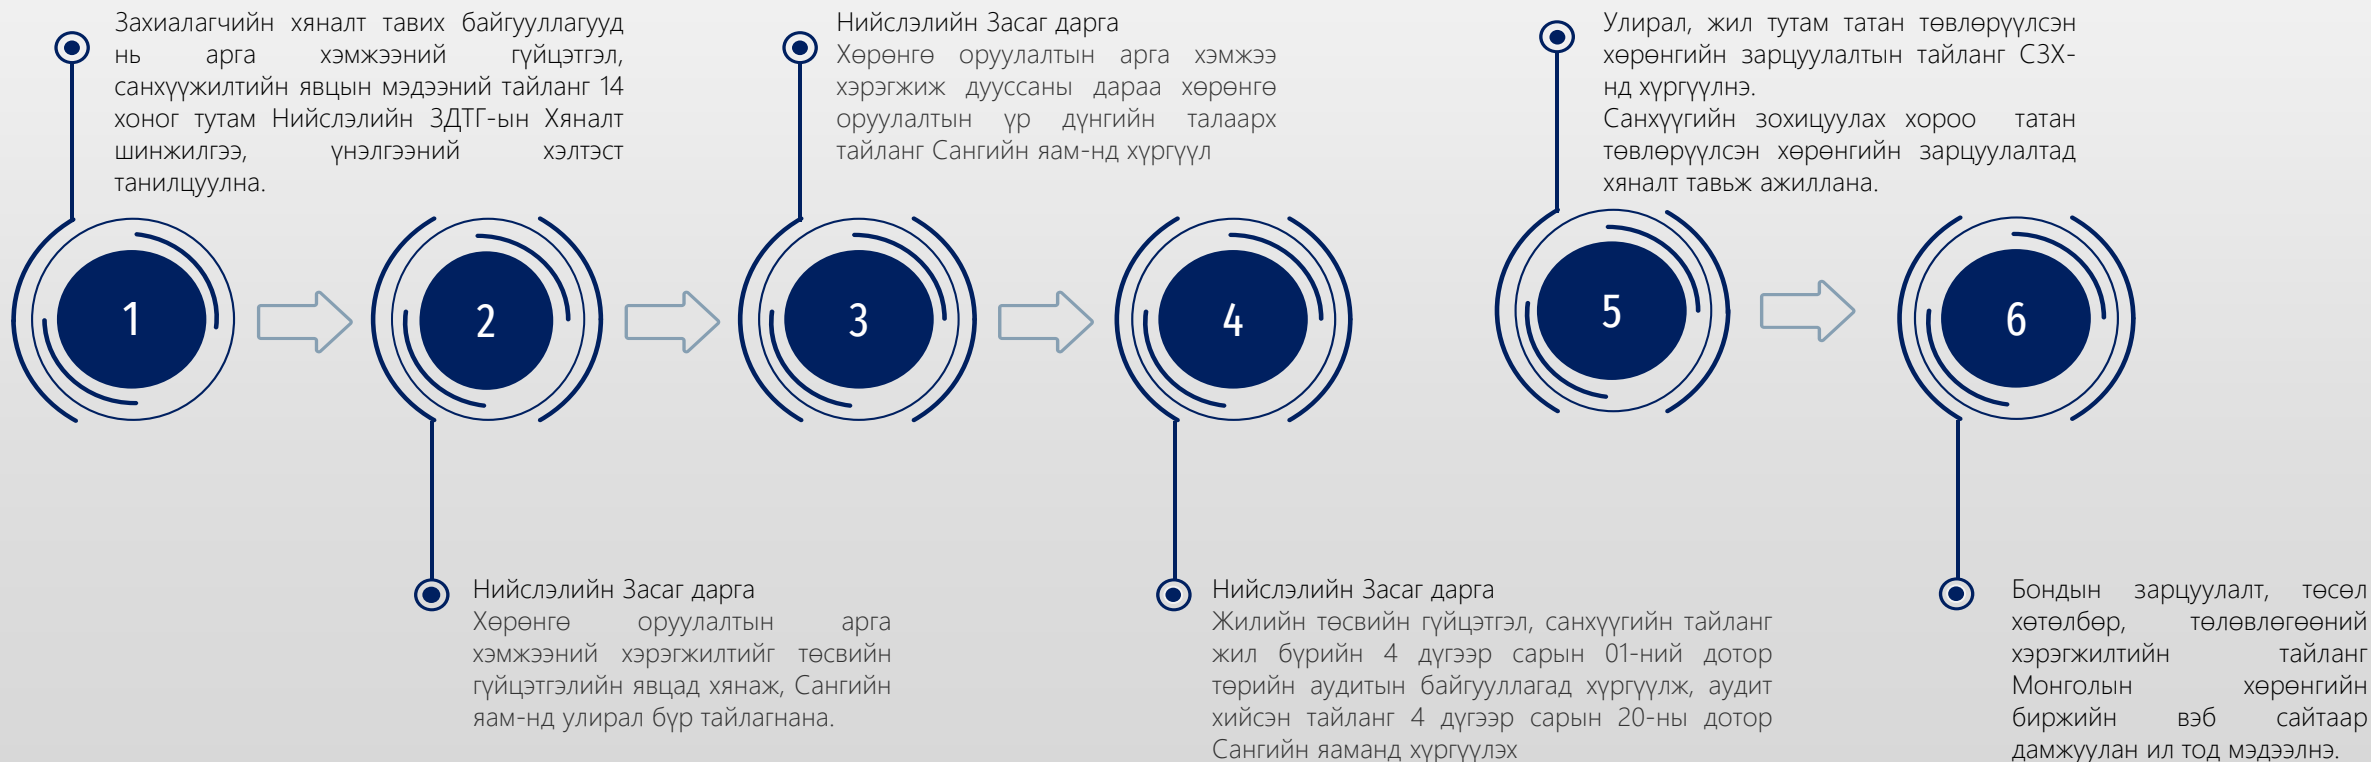 Захиалагчийн хяналт тавих байгууллагууд
нь арга хэмжээний гүйцэтгэл,
санхүүжилтийн явцын мэдээний тайланг 14
хоног тутам Нийслэлийн ЗДТГ-ын Хяналт
шинжилгээ, үнэлгээний хэлтэст
танилцуулна.
1
Нийслэлийн Засаг дарга
Хөрөнгө оруулалтын арга
хэмжээний хэрэгжилтийг төсвийн
гүйцэтгэлийн явцад хянаж, Сангийн
яам-нд улирал бүр тайлагнана.
2
Нийслэлийн Засаг дарга
Хөрөнгө оруулалтын арга хэмжээ
хэрэгжиж дууссаны дараа хөрөнгө
оруулалтын үр дүнгийн талаарх
тайланг Сангийн яам-нд хүргүүл
3
Нийслэлийн Засаг дарга
Жилийн төсвийн гүйцэтгэл, санхүүгийн тайланг
жил бүрийн 4 дүгээр сарын 01-ний дотор
төрийн аудитын байгууллагад хүргүүлж, аудит
хийсэн тайланг 4 дүгээр сарын 20-ны дотор
Сангийн яаманд хүргүүлэх
4
Улирал, жил тутам татан төвлөрүүлсэн
хөрөнгийн зарцуулалтын тайланг СЗХ-
нд хүргүүлнэ.
Санхүүгийн зохицуулах хороо татан
төвлөрүүлсэн хөрөнгийн зарцуулалтад
хяналт тавьж ажиллана.
5
Бондын зарцуулалт, төсөл
хөтөлбөр, төлөвлөгөөний
хэрэгжилтийн тайланг
Монголын хөрөнгийн
биржийн вэб сайтаар
дамжуулан ил тод мэдээлнэ.
6